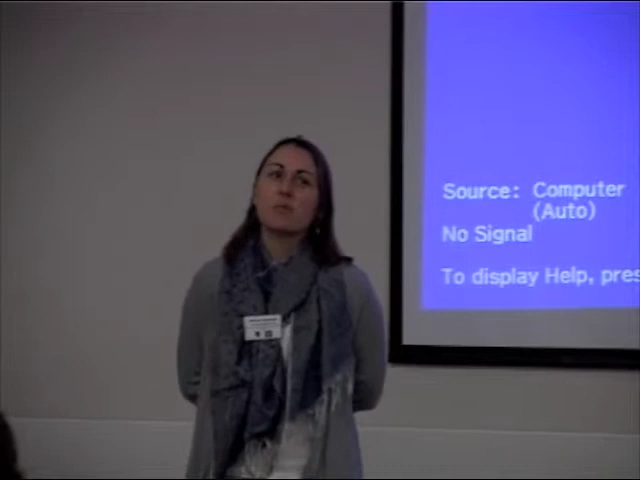 Source: Computer
(Auto)
No Signal
To display Help, pres